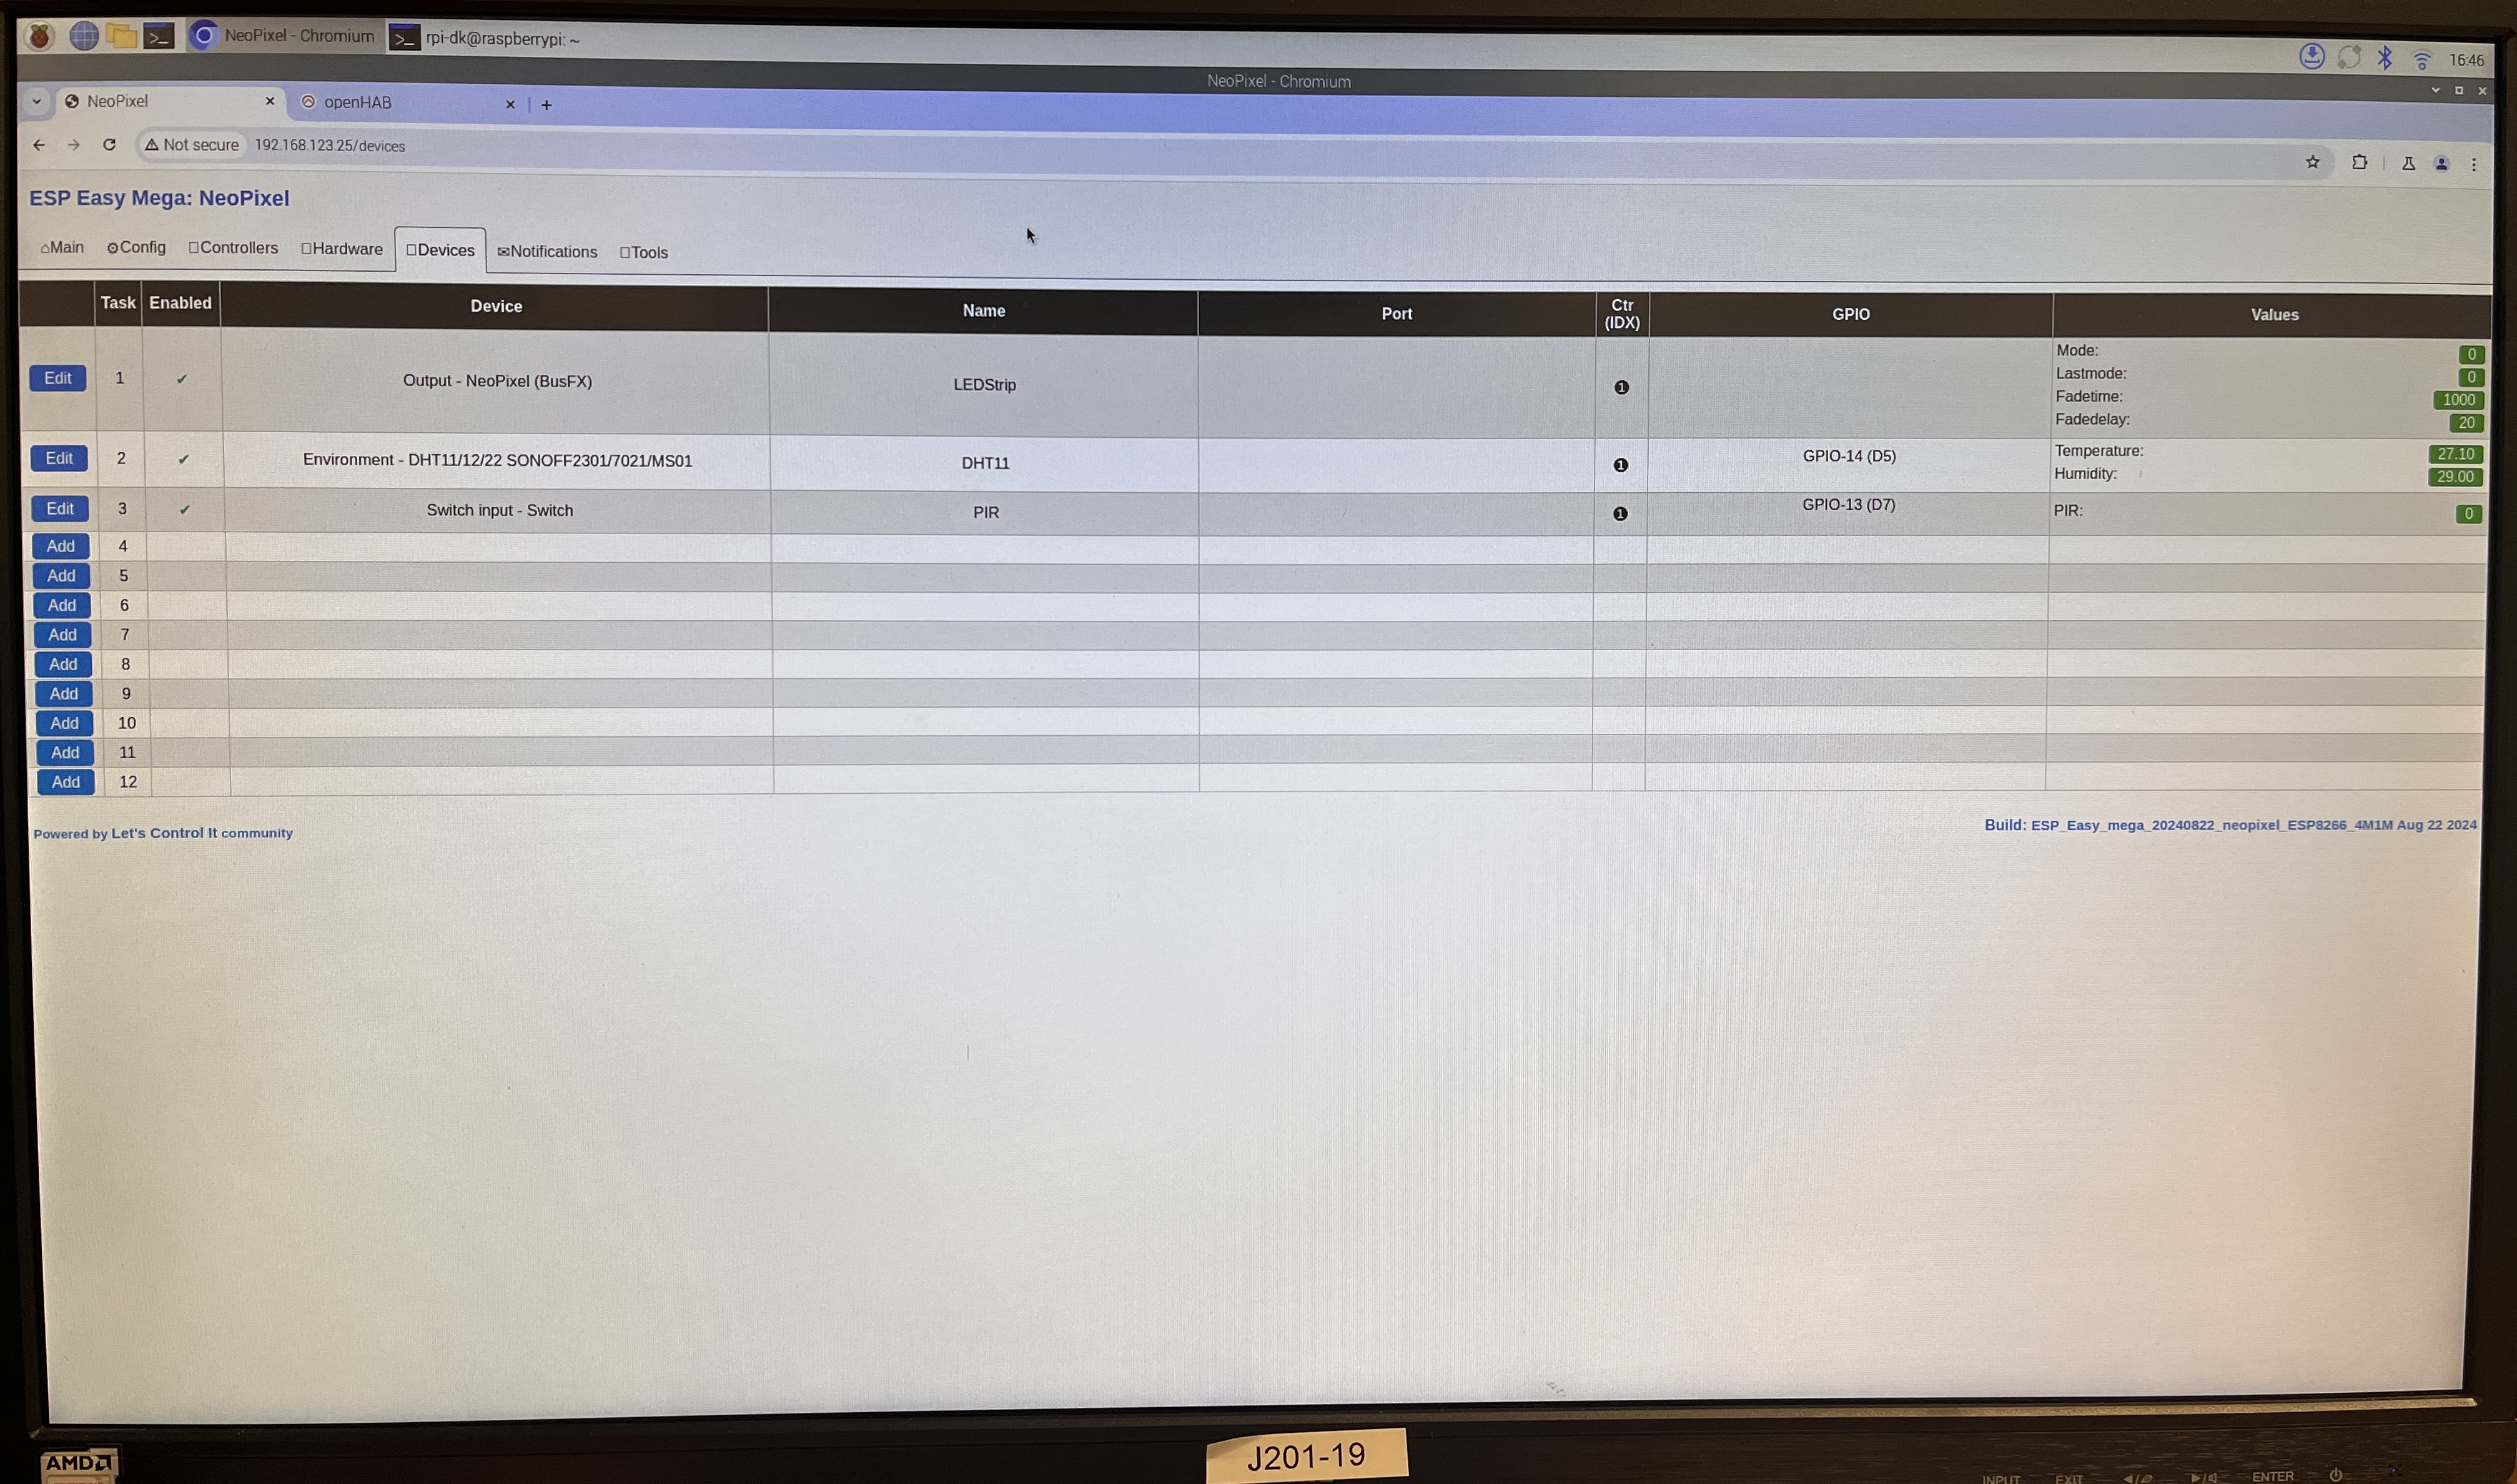 NeoPixel - Chromium
rpi-dk@raspberrypi: ~
16:46
NeoPixel - Chromium
NeoPixel
openHAB
Not secure 192.168.123.25/devices
ESP Easy Mega: NeoPixel
Main Config Controllers Hardware Devices Notifications Tools
Task Enabled Device Name Port Ctr (IDX) GPIO Values
Edit 1 ✔ Output - NeoPixel (BusFX) LEDStrip ❶
Mode: 0
Lastmode: 0
Fadetime: 1000
Fadedelay: 20
Edit 2 ✔ Environment - DHT11/12/22 SONOFF2301/7021/MS01 DHT11 ❶ GPIO-14 (D5)
Temperature: 27.10
Humidity: 29.00
Edit 3 ✔ Switch input - Switch PIR ❶ GPIO-13 (D7) PIR: 0
Add 4
Add 5
Add 6
Add 7
Add 8
Add 9
Add 10
Add 11
Add 12
Powered by Let's Control It community
Build: ESP_Easy_mega_20240822_neopixel_ESP8266_4M1M Aug 22 2024
AMD
J201-19
INPUT EXIT ENTER